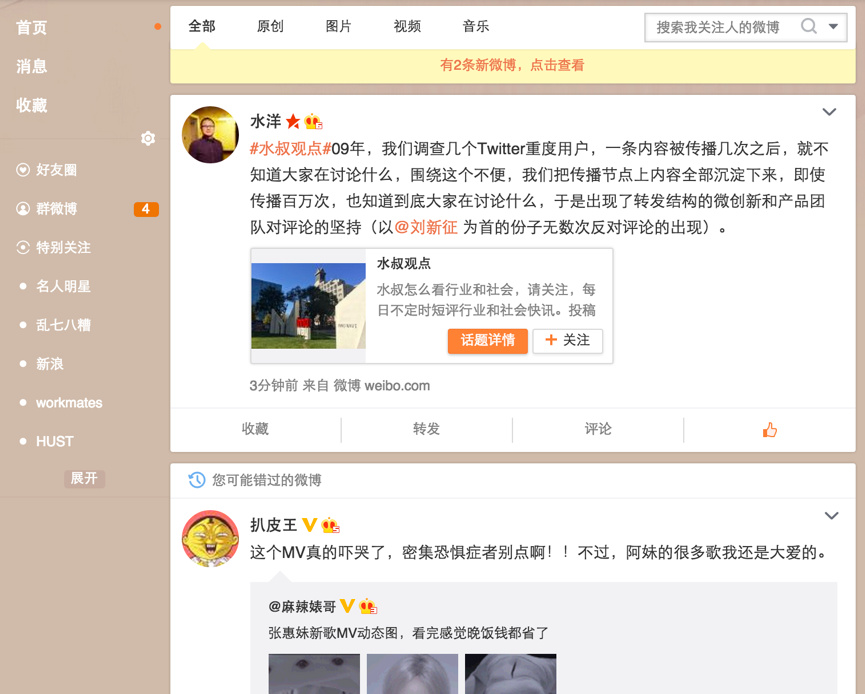 首页
消息
收藏
好友圈
群微博 4
特别关注
名人明星
乱七八糟
新浪
workmates
HUST
展开
全部 原创 图片 视频 音乐 搜索我关注人的微博
有2条新微博，点击查看
水洋
#水叔观点#09年，我们调查几个Twitter重度用户，一条内容被传播几次之后，就不
知道大家在讨论什么，围绕这个不便，我们把传播节点上内容全部沉淀下来，即使
传播百万次，也知道到底大家在讨论什么，于是出现了转发结构的微创新和产品团
队对评论的坚持（以@刘新征 为首的份子无数次反对评论的出现）。
水叔观点
水叔怎么看行业和社会，请关注，每
日不定时短评行业和社会快讯。投稿
话题详情 + 关注
3分钟前 来自 微博 weibo.com
收藏 转发 评论
您可能错过的微博
扒皮王
这个MV真的吓哭了，密集恐惧症者别点啊！！不过，阿妹的很多歌我还是大爱的。
@麻辣婊哥
张惠妹新歌MV动态图，看完感觉晚饭钱都省了